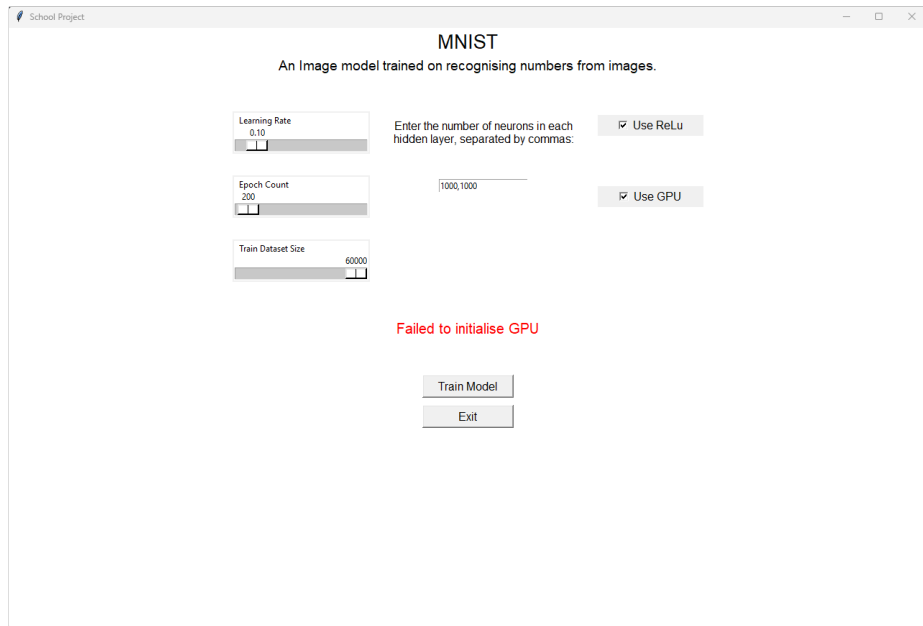 School Project
MNIST
An Image model trained on recognising numbers from images.
Learning Rate
0.10
Enter the number of neurons in each
hidden layer, separated by commas:
Use ReLu
Epoch Count
200
1000,1000
Use GPU
Train Dataset Size
60000
Failed to initialise GPU
Train Model
Exit